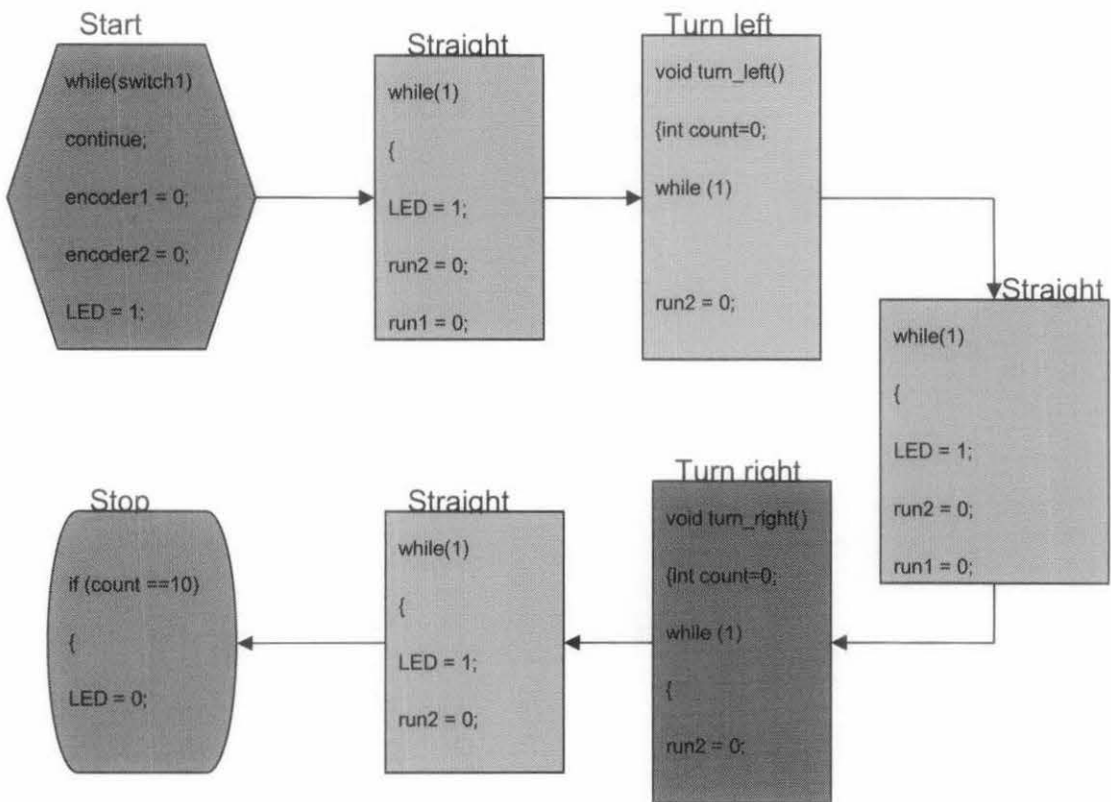 Start
while(switch1)
continue;
encoder1 = 0;
encoder2 = 0;
LED = 1;
Straight
while(1)
{
LED = 1;
run2 = 0;
run1 = 0;
Turn left
void turn_left()
{int count=0;
while (1)
run2 = 0;
Straight
while(1)
{
LED = 1;
run2 = 0;
run1 = 0;
Turn right
void turn_right()
{int count=0;
while (1)
{
run2 = 0;
Straight
while(1)
{
LED = 1;
run2 = 0;
Stop
if (count ==10)
{
LED = 0;